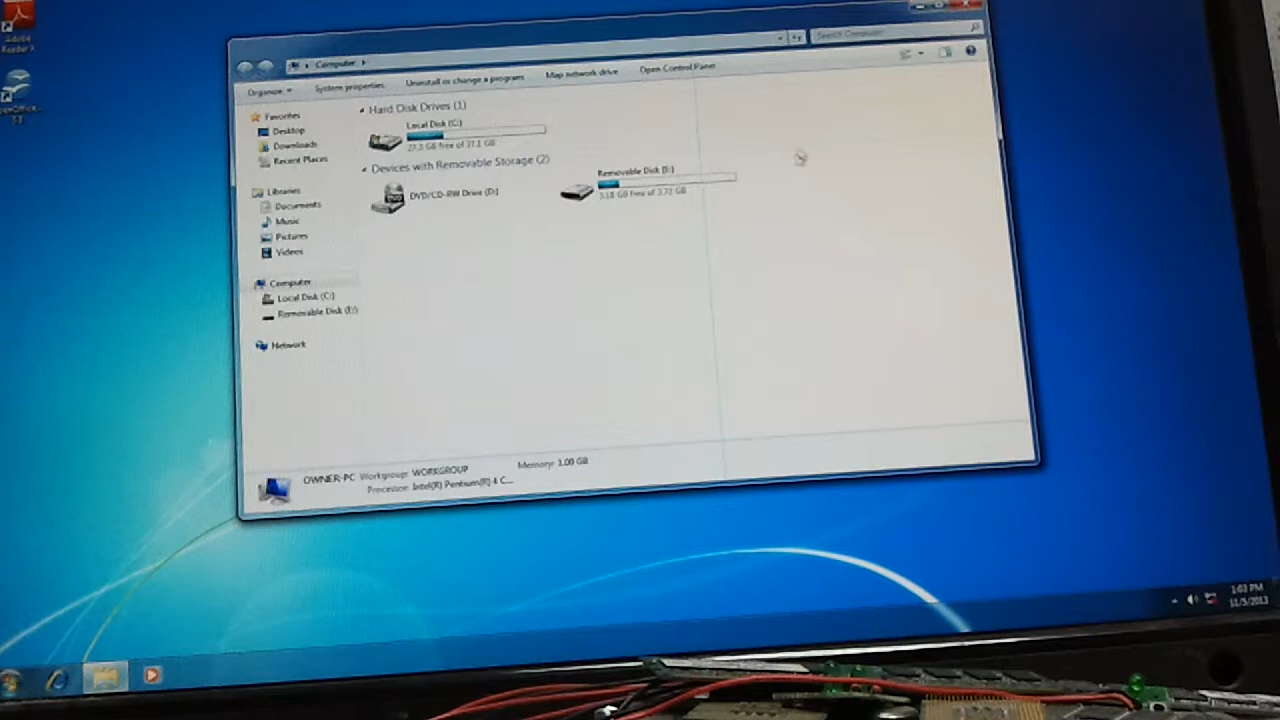 Adobe
Reader X
Computer
Search Computer
Organize
System properties
Uninstall or change a program
Map network drive
Open Control Panel
Favorites
Desktop
Downloads
Recent Places
Libraries
Documents
Music
Pictures
Videos
Computer
Local Disk (C:)
Removable Disk (E:)
Network
Hard Disk Drives (1)
Local Disk (C:)
27.3 GB free of 37.1 GB
Devices with Removable Storage (2)
DVD/CD-RW Drive (D:)
Removable Disk (E:)
3.18 GB free of 3.72 GB
OWNER-PC Workgroup: WORKGROUP
Memory: 1.00 GB
Processor: Intel(R) Pentium(R) 4 C...
1:03 PM
11/5/2013